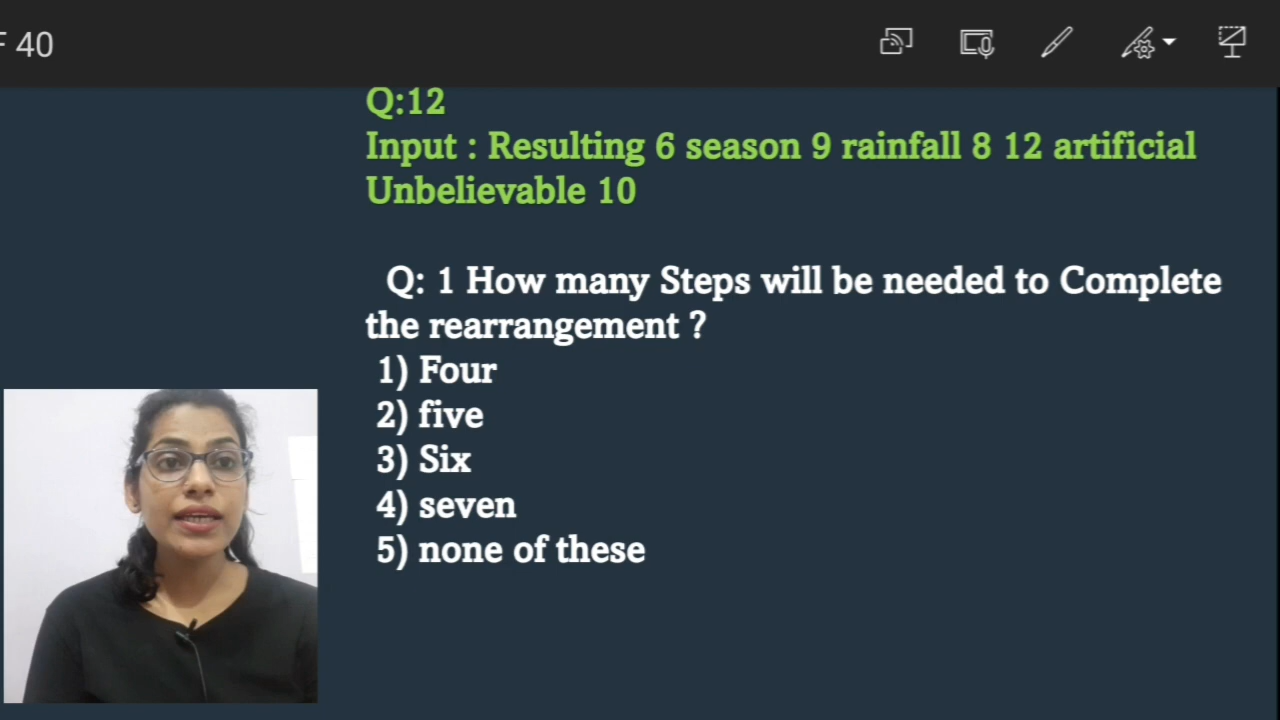 F 40
Q:12
Input : Resulting 6 season 9 rainfall 8 12 artificial
Unbelievable 10
Q: 1 How many Steps will be needed to Complete
the rearrangement ?
1) Four
2) five
3) Six
4) seven
5) none of these